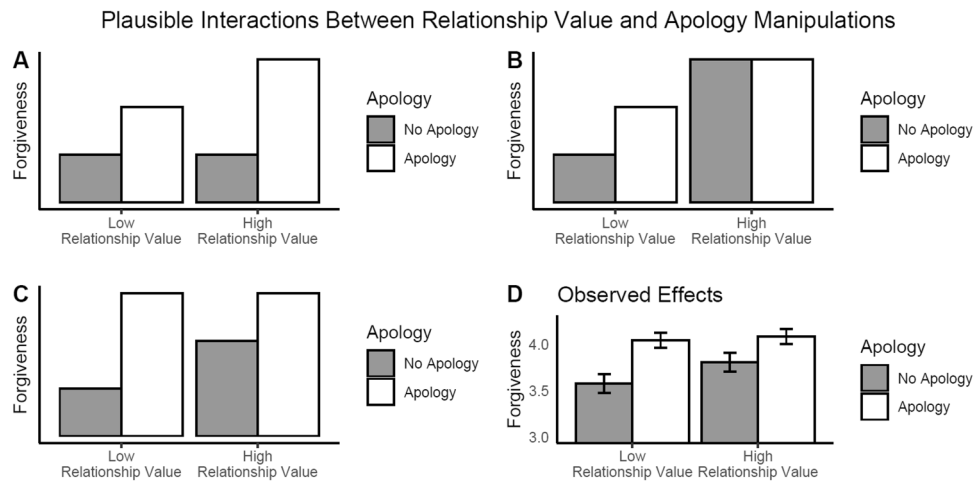 Plausible Interactions Between Relationship Value and Apology Manipulations
A
Forgiveness
Low
Relationship Value
High
Relationship Value
Apology
No Apology
Apology
B
Forgiveness
Low
Relationship Value
High
Relationship Value
Apology
No Apology
Apology
C
Forgiveness
Low
Relationship Value
High
Relationship Value
Apology
No Apology
Apology
D Observed Effects
Forgiveness
4.0
3.5
3.0
Low
Relationship Value
High
Relationship Value
Apology
No Apology
Apology